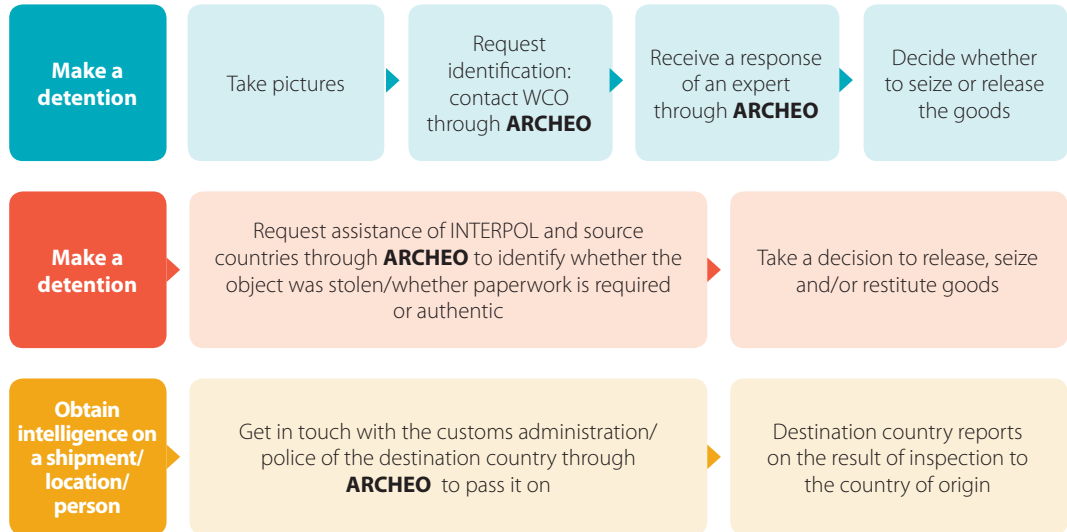 Make a
detention
Take pictures
Request
identification:
contact WCO
through ARCHEO
Receive a response
of an expert
through ARCHEO
Decide whether
to seize or release
the goods
Make a
detention
Request assistance of INTERPOL and source
countries through ARCHEO to identify whether the
object was stolen/whether paperwork is required
or authentic
Take a decision to release, seize
and/or restitute goods
Obtain
intelligence on
a shipment/
location/
person
Get in touch with the customs administration/
police of the destination country through
ARCHEO to pass it on
Destination country reports
on the result of inspection to
the country of origin